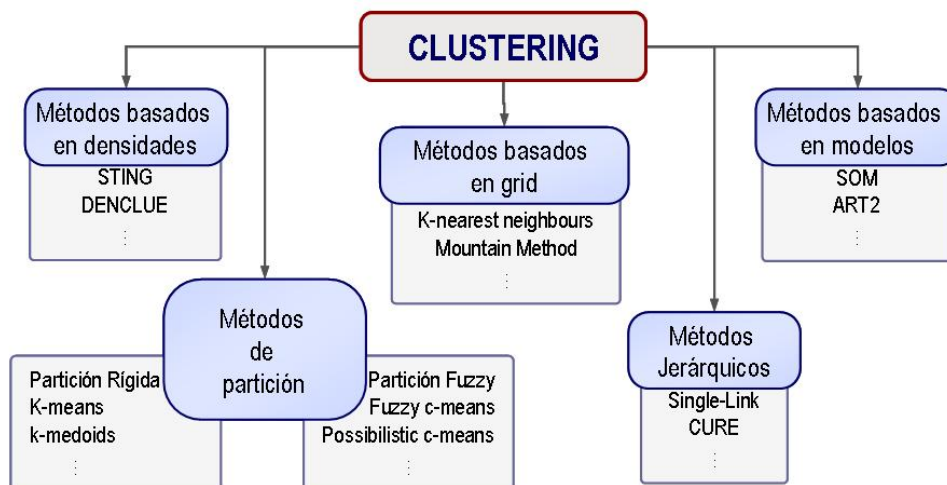 CLUSTERING
Métodos basados
en densidades
STING
DENCLUE
⋮
Métodos basados
en grid
K-nearest neighbours
Mountain Method
⋮
Métodos basados
en modelos
SOM
ART2
⋮
Métodos
de
partición
Partición Rígida
K-means
k-medoids
⋮
Partición Fuzzy
Fuzzy c-means
Possibilistic c-means
⋮
Métodos
Jerárquicos
Single-Link
CURE
⋮